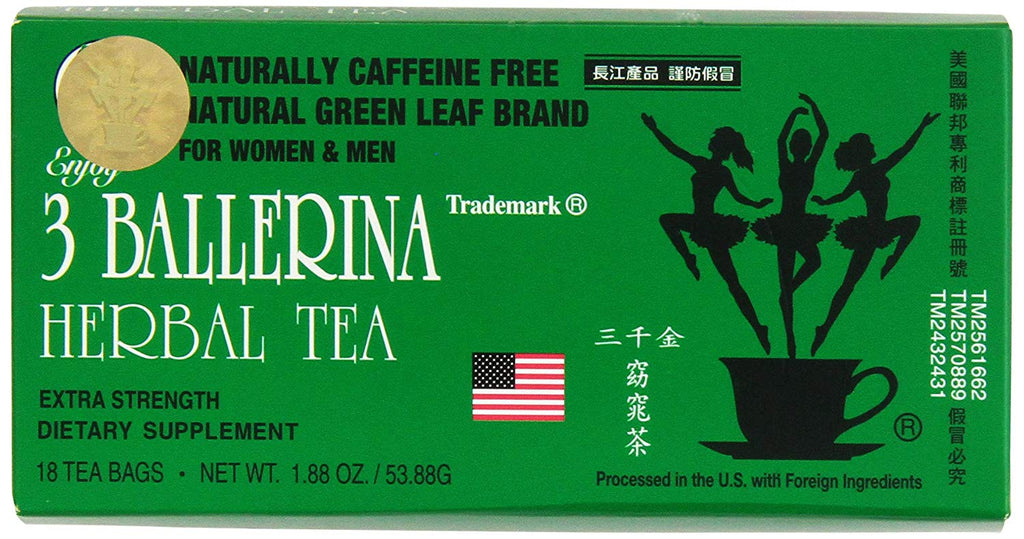 NATURALLY CAFFEINE FREE
NATURAL GREEN LEAF BRAND
FOR WOMEN & MEN
長江產品 謹防假冒
Enjoy
3 BALLERINA Trademark ®
HERBAL TEA
EXTRA STRENGTH
DIETARY SUPPLEMENT
18 TEA BAGS • NET WT. 1.88 OZ. / 53.88G
三千金
窈窕茶
®
Processed in the U.S. with Foreign Ingredients
美國聯邦專利商標註冊號
TM2561662
TM2570889
TM2432431
假冒必究